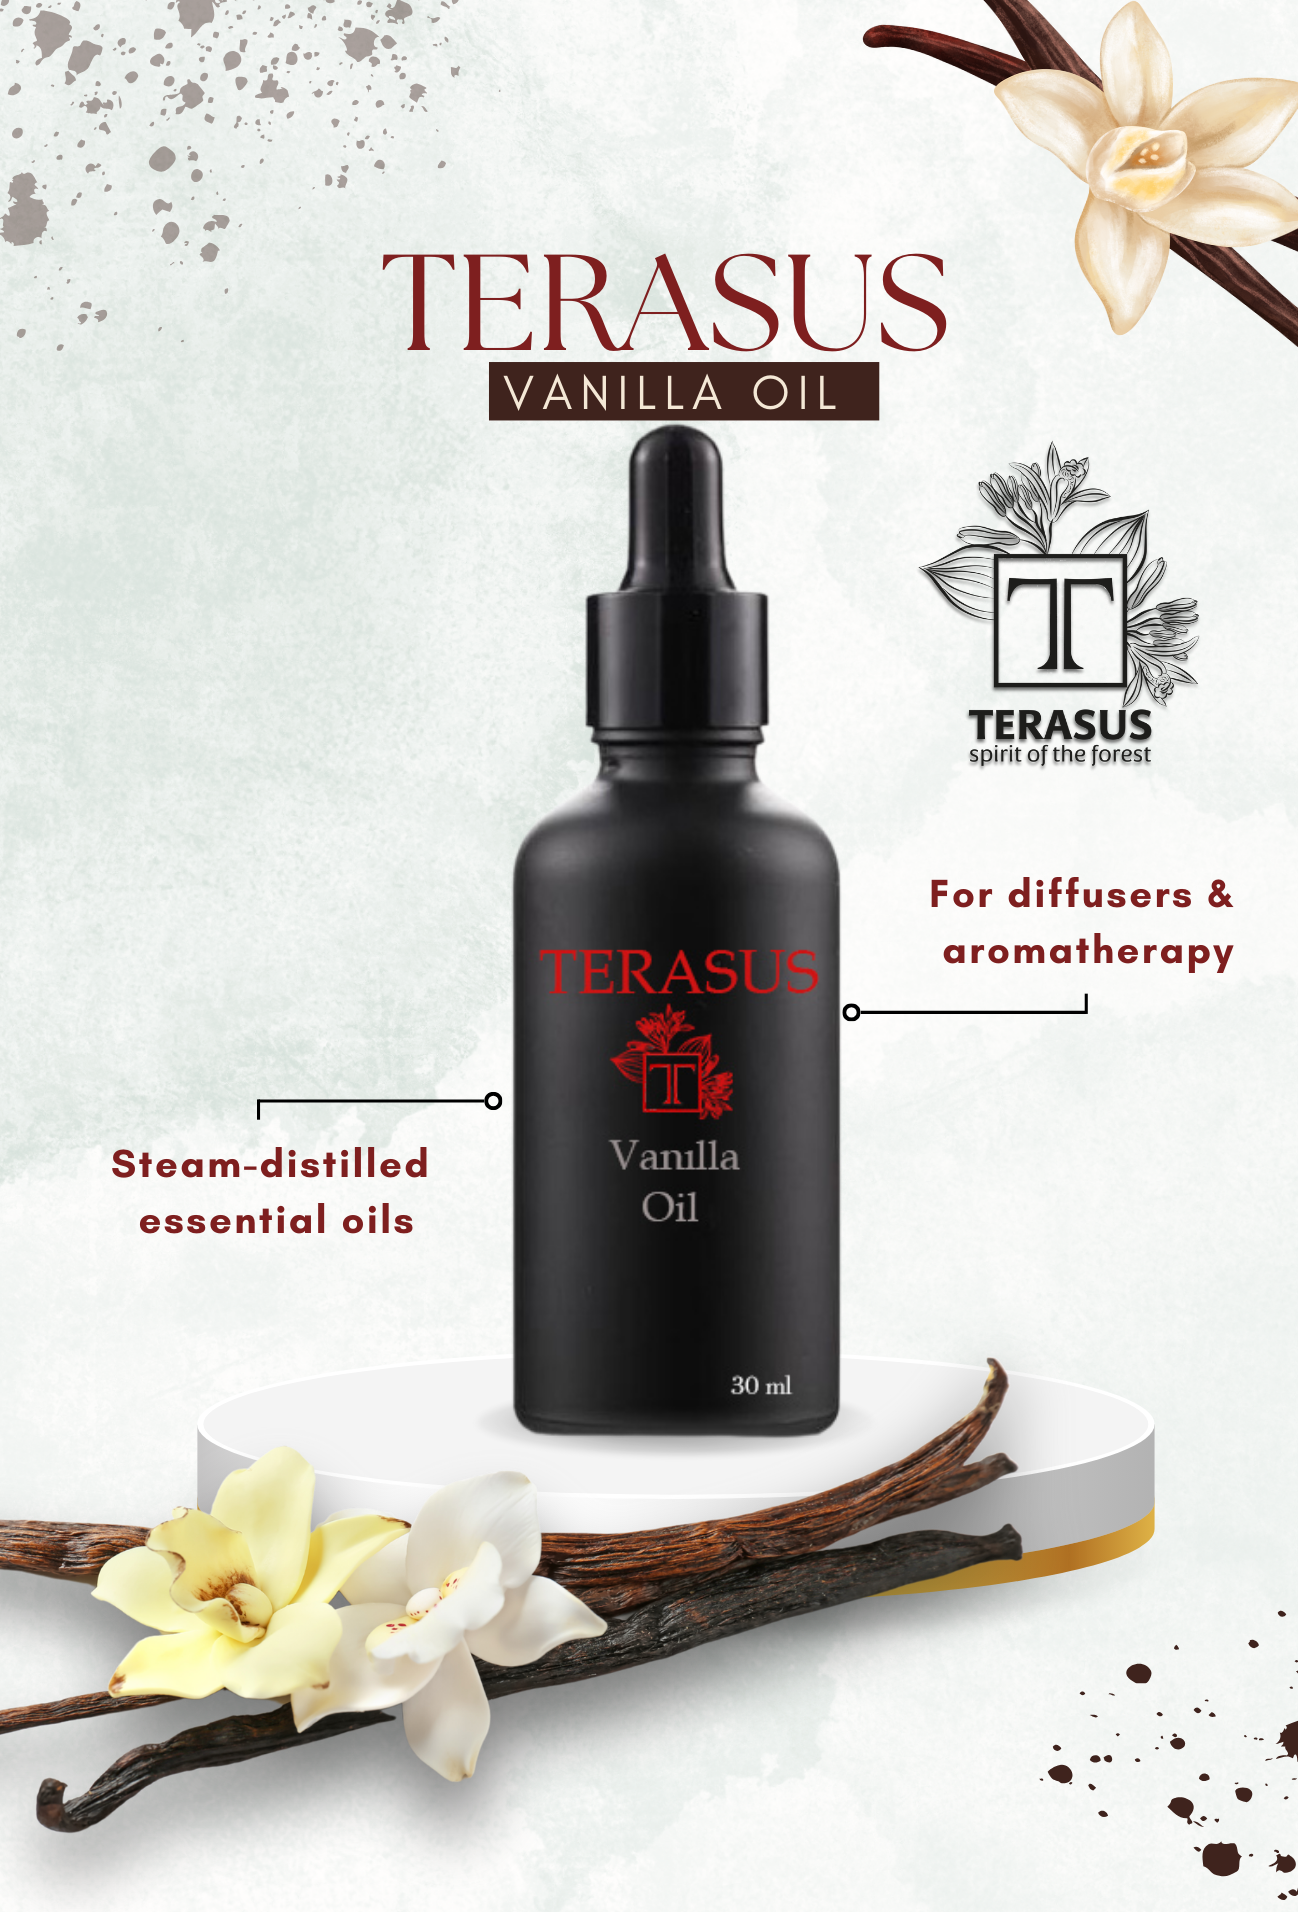 TERASUS
VANILLA OIL
T
TERASUS
spirit of the forest
For diffusers &
aromatherapy
TERASUS
T
Vanilla
Oil
Steam-distilled
essential oils
30 ml